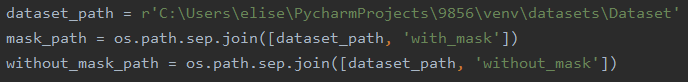 dataset_path = r'C:\Users\elise\PycharmProjects\9856\venv\datasets\Dataset'
mask_path = os.path.sep.join([dataset_path, 'with_mask'])
without_mask_path = os.path.sep.join([dataset_path, 'without_mask'])